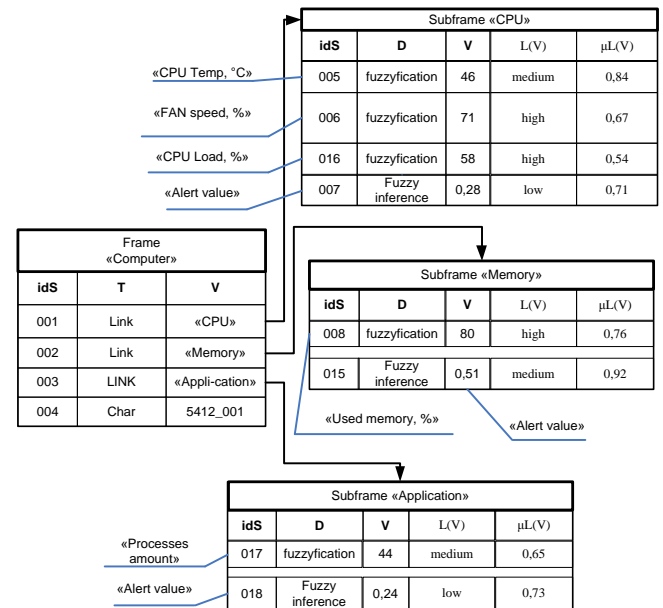 Subframe «CPU»
idS D V L(V) μL(V)
«CPU Temp, °C»
005 fuzzyfication 46 medium 0,84
«FAN speed, %»
006 fuzzyfication 71 high 0,67
«CPU Load, %»
016 fuzzyfication 58 high 0,54
«Alert value»
007 Fuzzy inference 0,28 low 0,71
Frame
«Computer»
idS T V
001 Link «CPU»
002 Link «Memory»
003 LINK «Appli-cation»
004 Char 5412_001
Subframe «Memory»
idS D V L(V) μL(V)
008 fuzzyfication 80 high 0,76
015 Fuzzy inference 0,51 medium 0,92
«Used memory, %»
«Alert value»
Subframe «Application»
idS D V L(V) μL(V)
«Processes
amount»
017 fuzzyfication 44 medium 0,65
«Alert value»
018 Fuzzy inference 0,24 low 0,73